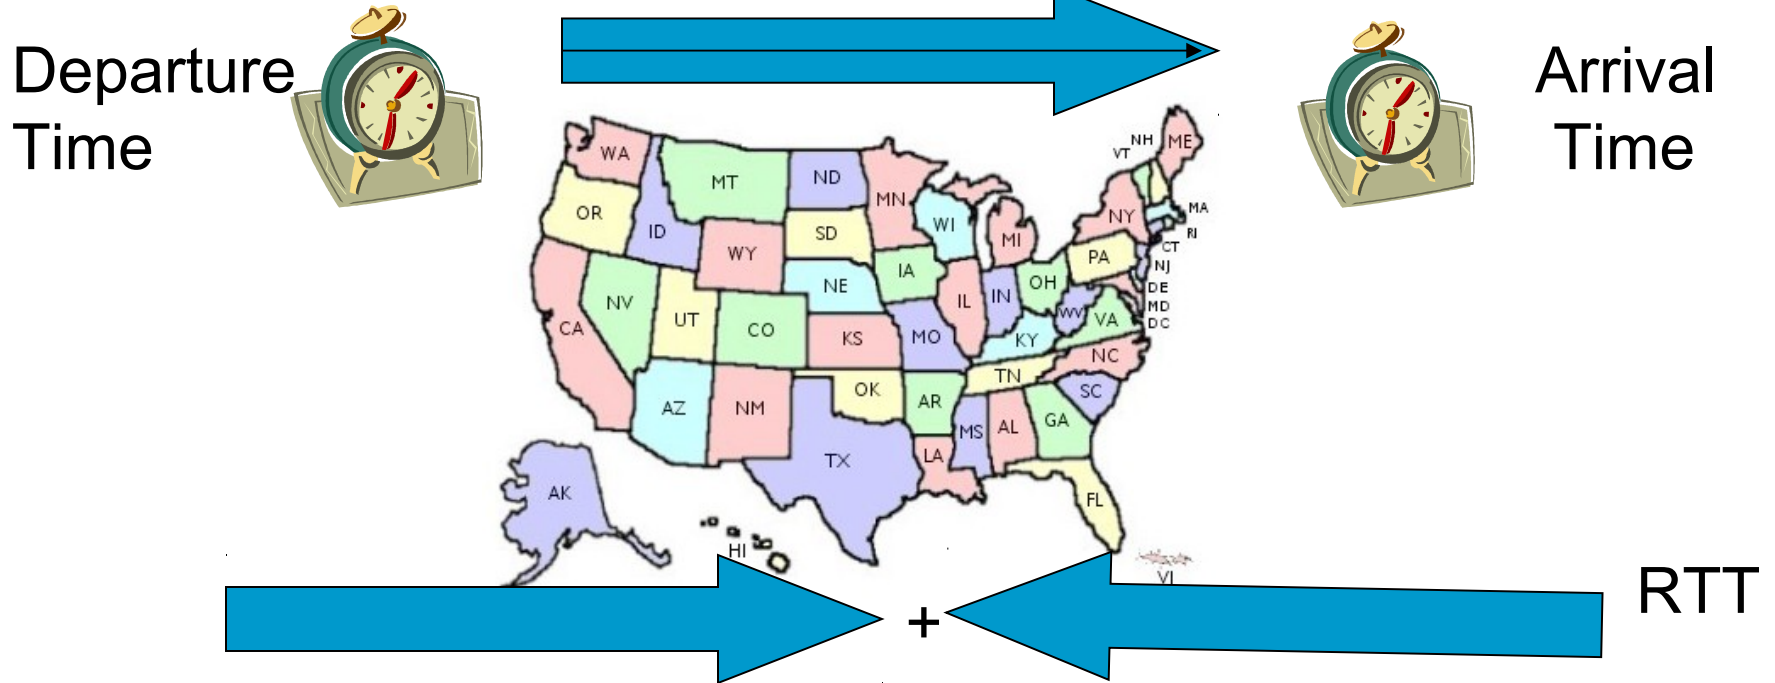 Departure
Time
Arrival
Time
WA
MT
ND
MN
OR
ID
WY
SD
WI
MI
NY
VT
NH
ME
MA
RI
CT
NJ
PA
DE
MD
DC
CA
NV
UT
CO
NE
IA
IL
IN
OH
WV
VA
KS
MO
KY
NC
TN
SC
AZ
NM
OK
AR
MS
AL
GA
TX
LA
FL
AK
HI
VI
+
RTT